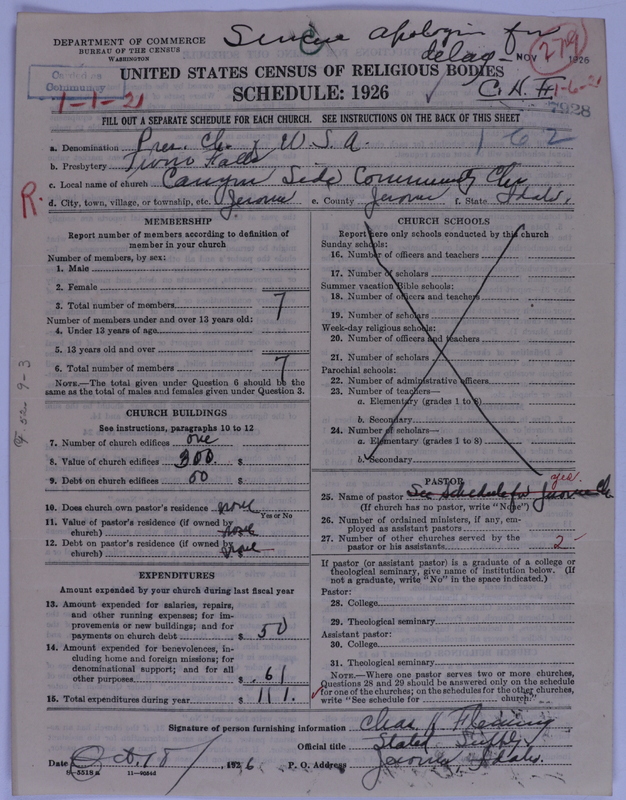 DEPARTMENT OF COMMERCE
BUREAU OF THE CENSUS
WASHINGTON
Sincere apologies for
delay
NOV 1926
279
UNITED STATES CENSUS OF RELIGIOUS BODIES
SCHEDULE: 1926
C. H. F.
1-6-21
Community
1-1-21
7928
FILL OUT A SEPARATE SCHEDULE FOR EACH CHURCH. SEE INSTRUCTIONS ON THE BACK OF THIS SHEET
162
a. Denomination Pres. Ch. U.S.A.
b. Presbytery Twin Falls
c. Local name of church Canyon Side Community Chu
R.
d. City, town, village, or township, etc. Jerome e. County Jerome f. State Idaho.
MEMBERSHIP
Report number of members according to definition of
member in your church
Number of members, by sex:
1. Male
2. Female
3. Total number of members 7
Number of members under and over 13 years old:
4. Under 13 years of age
5. 13 years old and over
6. Total number of members 7
NOTE.—The total given under Question 6 should be the
same as the total of males and females given under Question 3.
CHURCH BUILDINGS
See instructions, paragraphs 10 to 12
7. Number of church edifices one
8. Value of church edifices $ 300.
9. Debt on church edifices $ 00
10. Does church own pastor's residence none
Yes or No
11. Value of pastor's residence (if owned by
church) none
12. Debt on pastor's residence (if owned by
church) none
EXPENDITURES
Amount expended by your church during last fiscal year
13. Amount expended for salaries, repairs,
and other running expenses; for im-
provements or new buildings; and for
payments on church debt $ 50
14. Amount expended for benevolences, in-
cluding home and foreign missions; for
denominational support; and for all
other purposes $ 61
15. Total expenditures during year $ 111.
CHURCH SCHOOLS
Report here only schools conducted by this church
Sunday schools:
16. Number of officers and teachers
17. Number of scholars
Summer vacation Bible schools:
18. Number of officers and teachers
19. Number of scholars
Week-day religious schools:
20. Number of officers and teachers
21. Number of scholars
Parochial schools:
22. Number of administrative officers
23. Number of teachers—
a. Elementary (grades 1 to 8)
b. Secondary
24. Number of scholars—
a. Elementary (grades 1 to 8)
b. Secondary
PASTOR
yes.
25. Name of pastor See schedule for Jerome Ch
(If church has no pastor, write "None")
26. Number of ordained ministers, if any, em-
ployed as assistant pastors
27. Number of other churches served by the
pastor or his assistants 2
If pastor (or assistant pastor) is a graduate of a college or
theological seminary, give name of institution below. (If
not a graduate, write "No" in the space indicated.)
Pastor:
28. College
29. Theological seminary
Assistant pastor:
30. College
31. Theological seminary
NOTE.—Where one pastor serves two or more churches,
Questions 28 and 29 should be answered only on the schedule
for one of the churches; on the schedules for the other churches,
write "See schedule for church."
Signature of person furnishing information Chas H Fleming
Official title Stated Supply
Date Oct. 18, 1926 P. O. Address Jerome, Idaho.
8-5518a 11-9064d